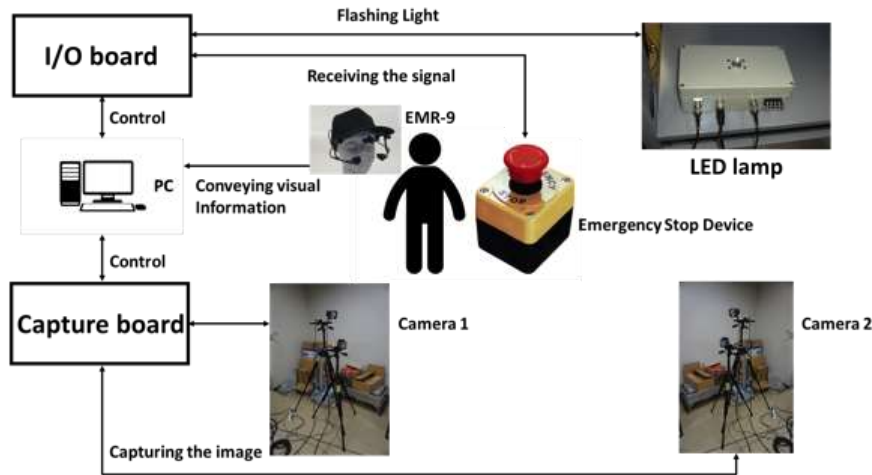 Flashing Light
I/O board
Receiving the signal
Control
EMR-9
PC
Conveying visual
Information
LED lamp
STOP
Emergency Stop Device
Control
Capture board
Camera 1
Camera 2
Capturing the image